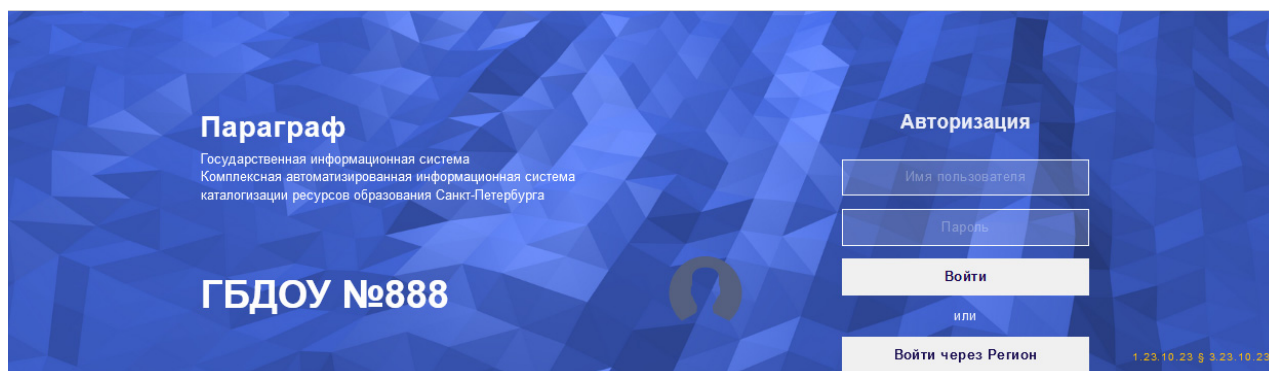 Параграф
Государственная информационная система
Комплексная автоматизированная информационная система
каталогизации ресурсов образования Санкт-Петербурга
ГБДОУ №888
Авторизация
Имя пользователя
Пароль
Войти
или
Войти через Регион
1.23.10.23 § 3.23.10.23